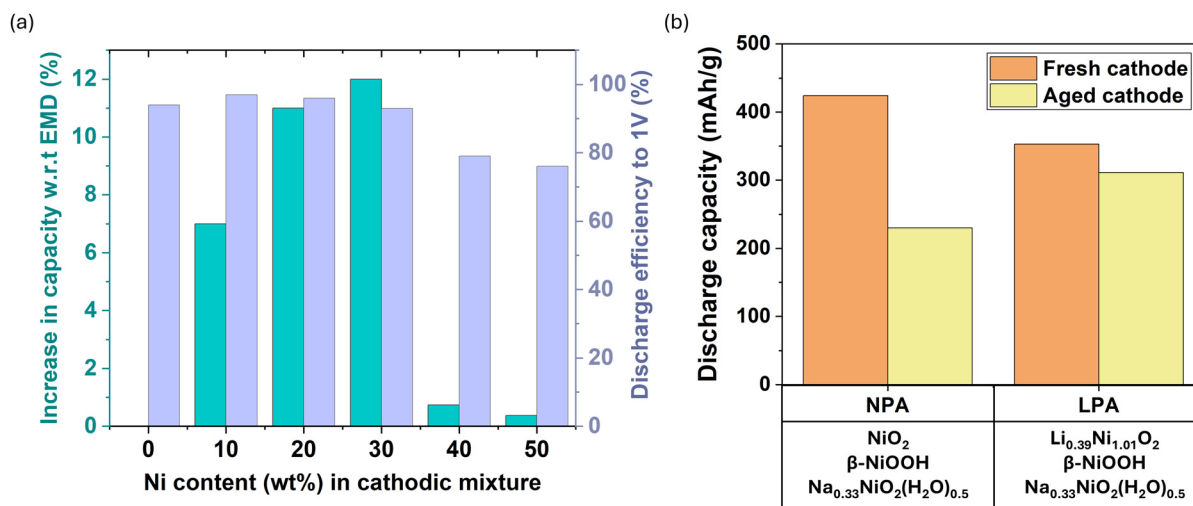 (a)
Increase in capacity w.r.t EMD (%)
12
10
8
6
4
2
0
100
80
60
40
20
0
Discharge efficiency to 1V (%)
0 10 20 30 40 50
Ni content (wt%) in cathodic mixture
(b)
Discharge capacity (mAh/g)
500
400
300
200
100
0
Fresh cathode
Aged cathode
NPA
NiO₂
β-NiOOH
Na₀.₃₃NiO₂(H₂O)₀.₅
LPA
Li₀.₃₉Ni₁.₀₁O₂
β-NiOOH
Na₀.₃₃NiO₂(H₂O)₀.₅